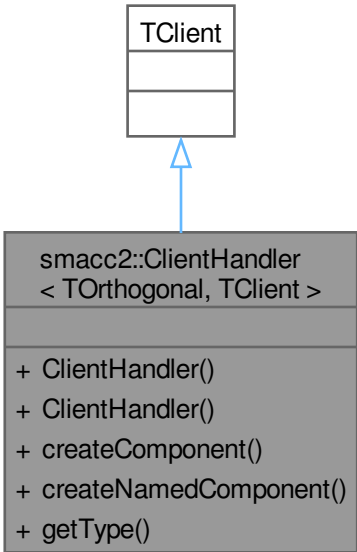 TClient
smacc2::ClientHandler
< TOrthogonal, TClient >
+ ClientHandler()
+ ClientHandler()
+ createComponent()
+ createNamedComponent()
+ getType()